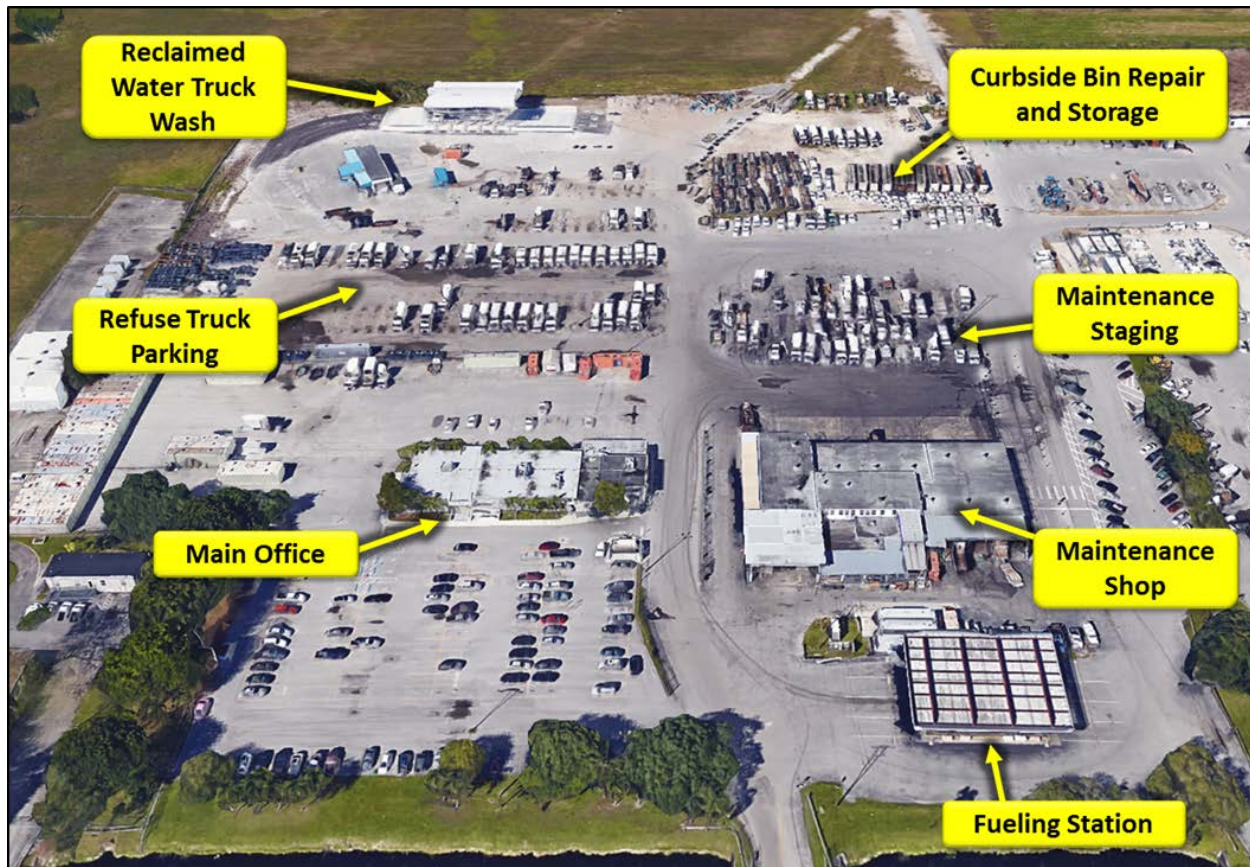 Reclaimed
Water Truck
Wash
Curbside Bin Repair
and Storage
Refuse Truck
Parking
Maintenance
Staging
Main Office
Maintenance
Shop
Fueling Station